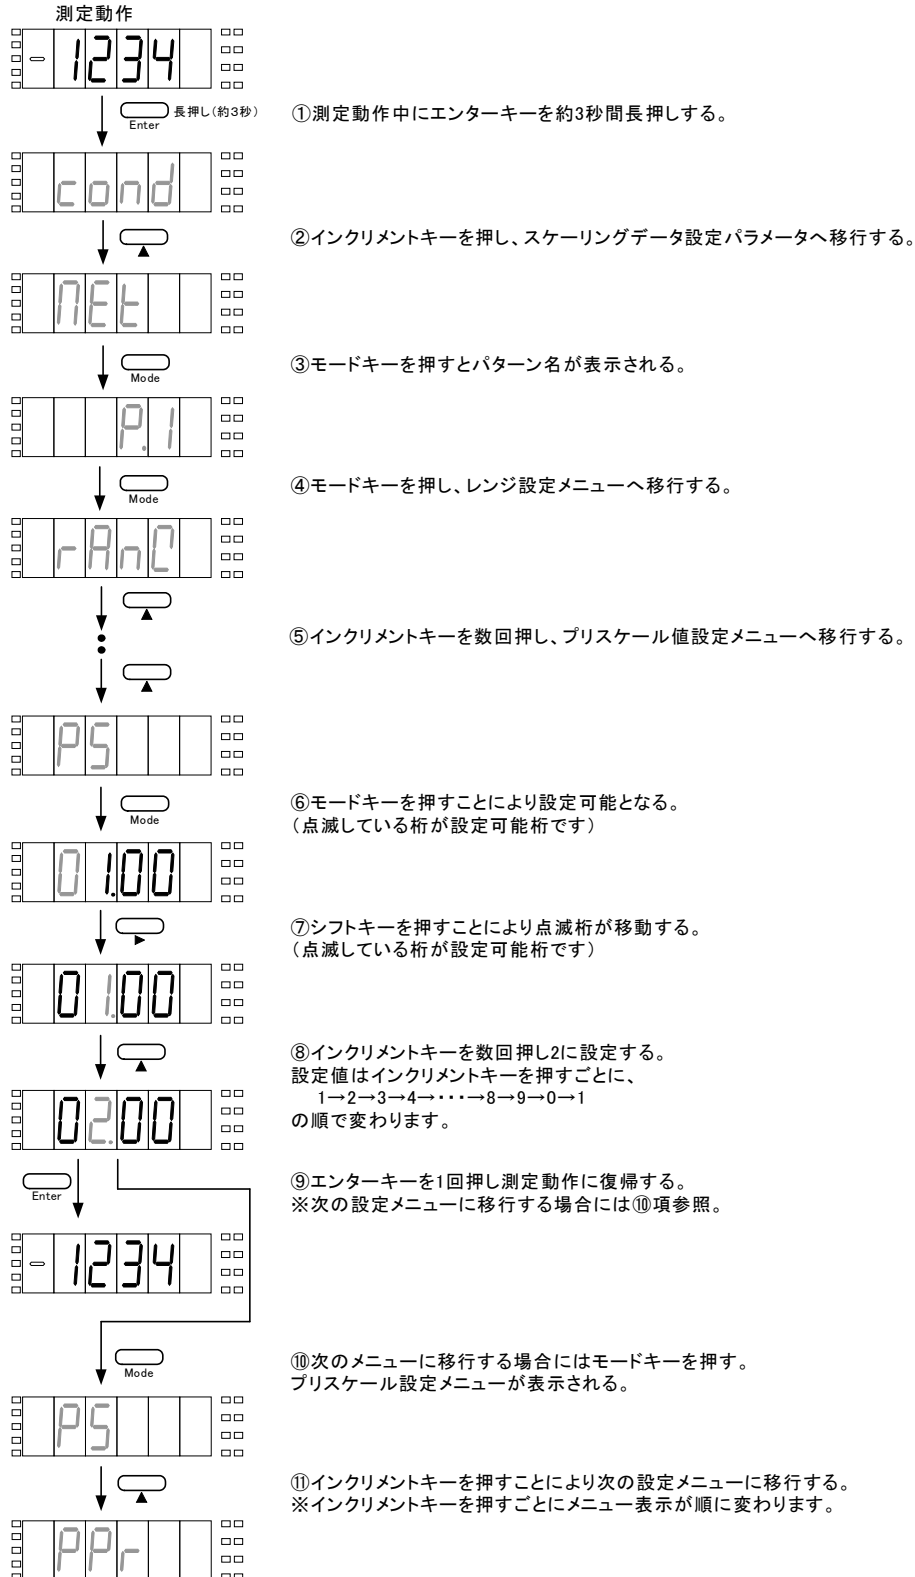 測定動作
-1234
長押し(約3秒)
Enter
①測定動作中にエンターキーを約3秒間長押しする。
cond
②インクリメントキーを押し、スケーリングデータ設定パラメータへ移行する。
MEt
③モードキーを押すとパターン名が表示される。
Mode
P.1
④モードキーを押し、レンジ設定メニューへ移行する。
Mode
rAnG
⑤インクリメントキーを数回押し、プリスケール値設定メニューへ移行する。
PS
⑥モードキーを押すことにより設定可能となる。
Mode
(点滅している桁が設定可能桁です)
01.00
⑦シフトキーを押すことにより点滅桁が移動する。
(点滅している桁が設定可能桁です)
01.00
⑧インクリメントキーを数回押し2に設定する。
設定値はインクリメントキーを押すごとに、
1→2→3→4→・・・→8→9→0→1
の順で変わります。
02.00
⑨エンターキーを1回押し測定動作に復帰する。
Enter
※次の設定メニューに移行する場合には⑩項参照。
-1234
⑩次のメニューに移行する場合にはモードキーを押す。
Mode
プリスケール設定メニューが表示される。
PS
⑪インクリメントキーを押すことにより次の設定メニューに移行する。
※インクリメントキーを押すごとにメニュー表示が順に変わります。
PPr